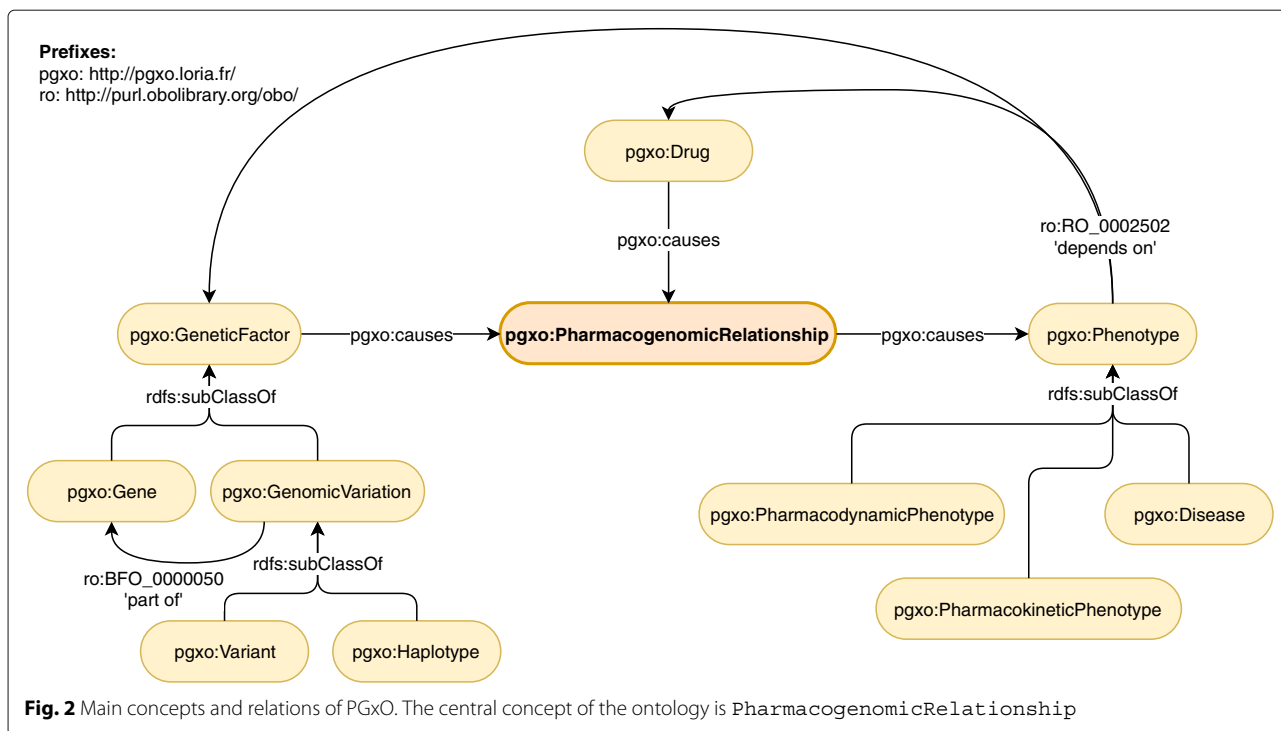 Prefixes:
pgxo: http://pgxo.loria.fr/
ro: http://purl.obolibrary.org/obo/
pgxo:Drug
pgxo:causes
ro:RO_0002502
'depends on'
pgxo:GeneticFactor
pgxo:causes
pgxo:PharmacogenomicRelationship
pgxo:causes
pgxo:Phenotype
rdfs:subClassOf
rdfs:subClassOf
pgxo:Gene
pgxo:GenomicVariation
pgxo:PharmacodynamicPhenotype
pgxo:Disease
ro:BFO_0000050
'part of'
rdfs:subClassOf
pgxo:PharmacokineticPhenotype
pgxo:Variant
pgxo:Haplotype
Fig. 2 Main concepts and relations of PGxO. The central concept of the ontology is PharmacogenomicRelationship